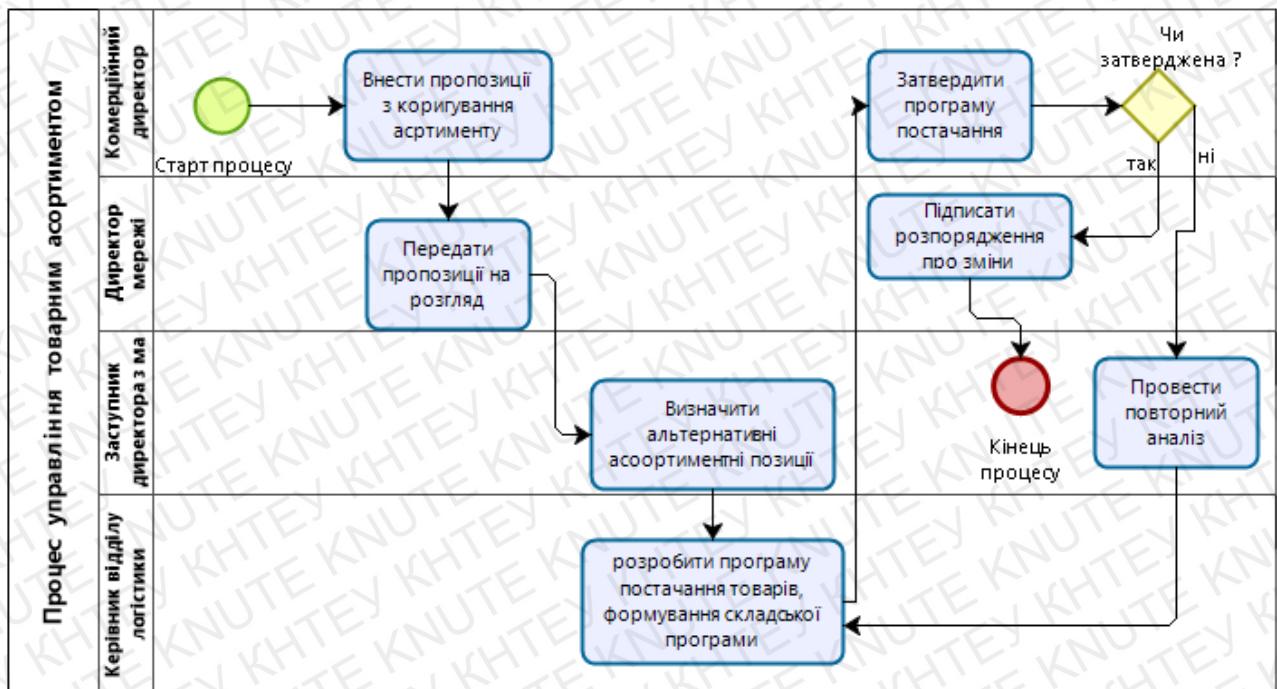 Процес управління товарним асортиментом
Комерційний
директор
Старт процесу
Внести пропозиції
з коригування
асртименту
Затвердити
програму
постачання
Чи
затверджена ?
так
ні
Директор
мережі
Передати
пропозиції на
розгляд
Підписати
розпорядження
про зміни
Заступник
директора з ма
Визначити
альтернативні
асоортиментні позиції
Кінець
процесу
Провести
повторний
аналіз
Керівник відділу
логістики
розробити програму
постачання товарів,
формування складської
програми